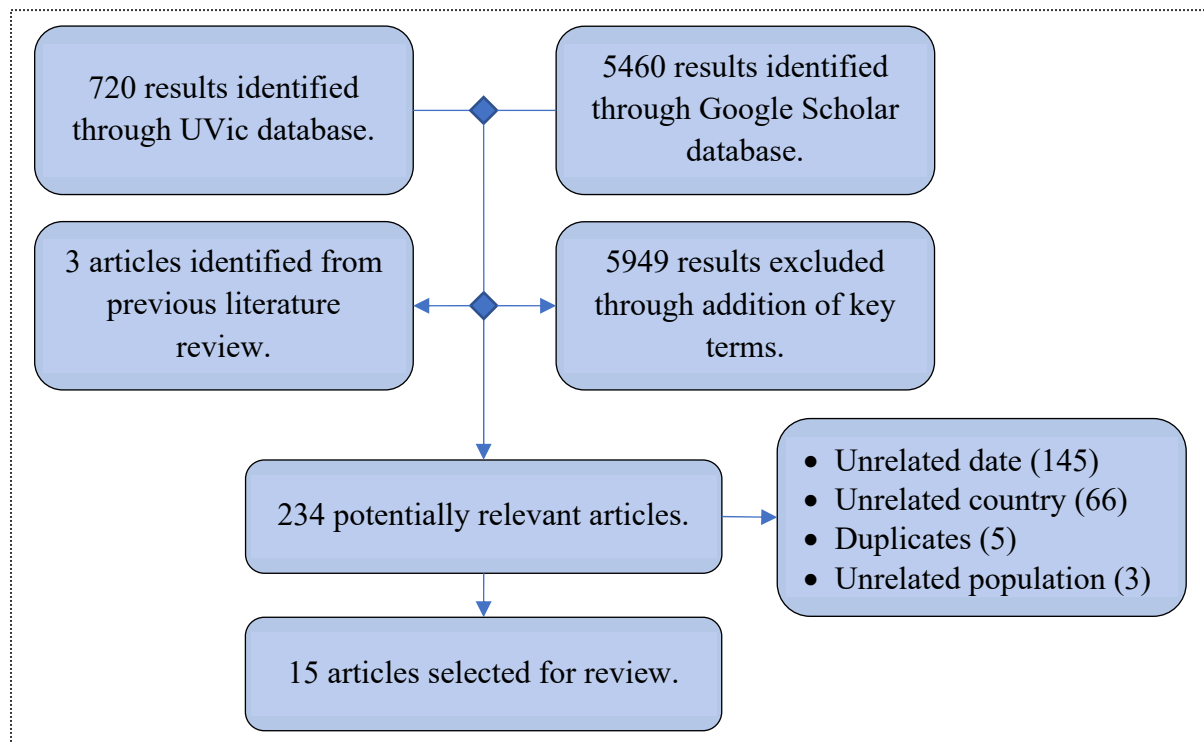 720 results identified
through UVic database.
5460 results identified
through Google Scholar
database.
3 articles identified from
previous literature
review.
5949 results excluded
through addition of key
terms.
234 potentially relevant articles.
• Unrelated date (145)
• Unrelated country (66)
• Duplicates (5)
• Unrelated population (3)
15 articles selected for review.